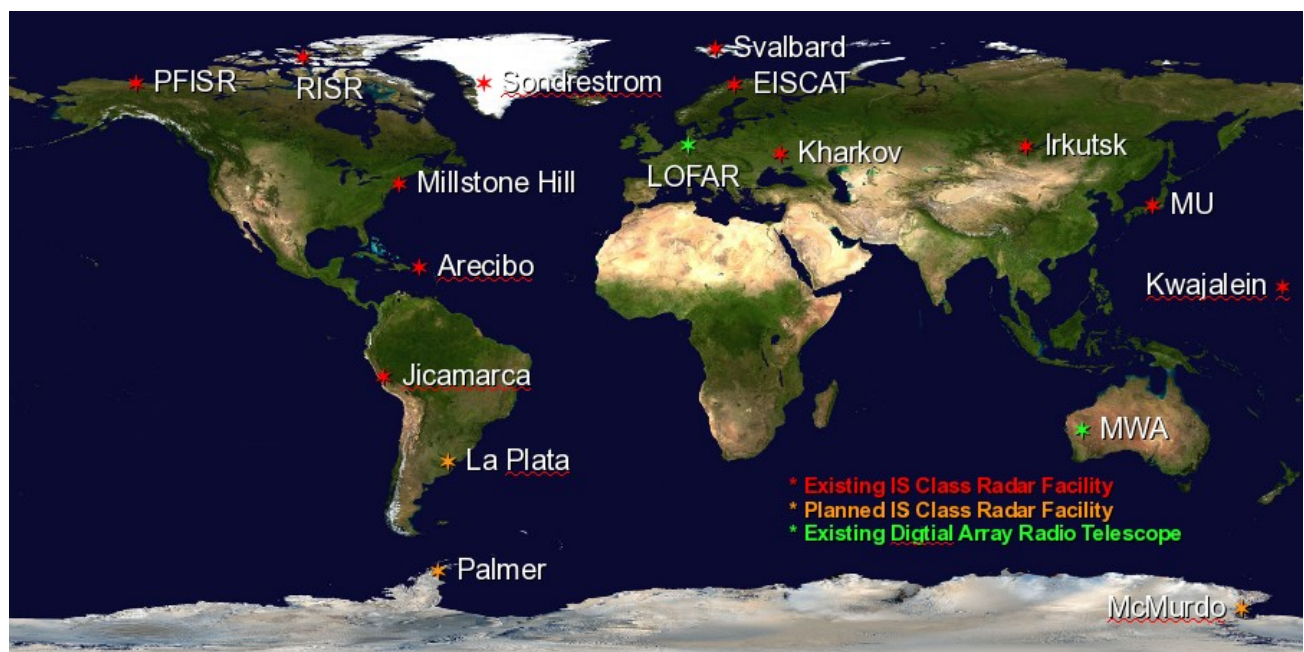 Svalbard
PFISR
RISR
Sondrestrom
EISCAT
LOFAR
Kharkov
Irkutsk
Millstone Hill
MU
Arecibo
Kwajalein
Jicamarca
MWA
La Plata
* Existing IS Class Radar Facility
* Planned IS Class Radar Facility
* Existing Digtial Array Radio Telescope
Palmer
McMurdo